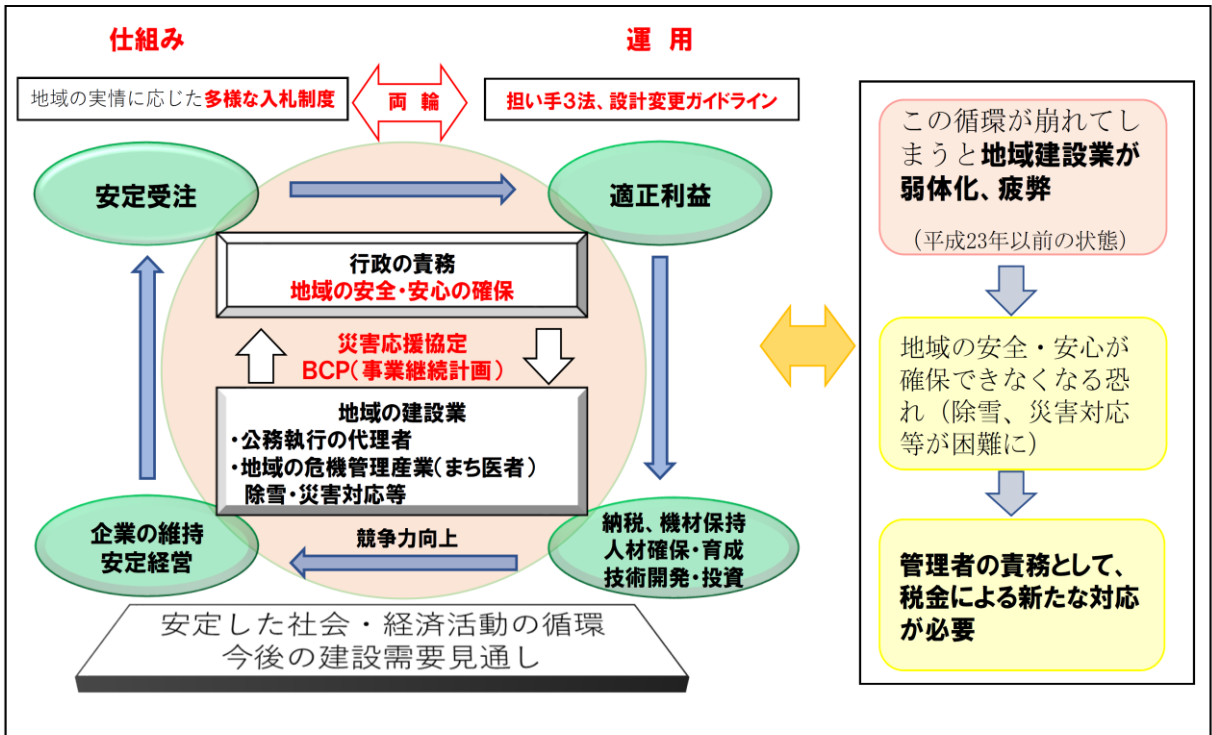 仕組み
運用
地域の実情に応じた多様な入札制度
両輪
担い手3法、設計変更ガイドライン
安定受注
適正利益
行政の責務
地域の安全・安心の確保
災害応援協定
BCP(事業継続計画)
地域の建設業
・公務執行の代理者
・地域の危機管理産業(まち医者)
除雪・災害対応等
企業の維持
安定経営
競争力向上
納税、機材保持
人材確保・育成
技術開発・投資
安定した社会・経済活動の循環
今後の建設需要見通し
この循環が崩れてし
まうと地域建設業が
弱体化、疲弊
(平成23年以前の状態)
地域の安全・安心が
確保できなくなる恐
れ(除雪、災害対応
等が困難に)
管理者の責務として、
税金による新たな対応
が必要